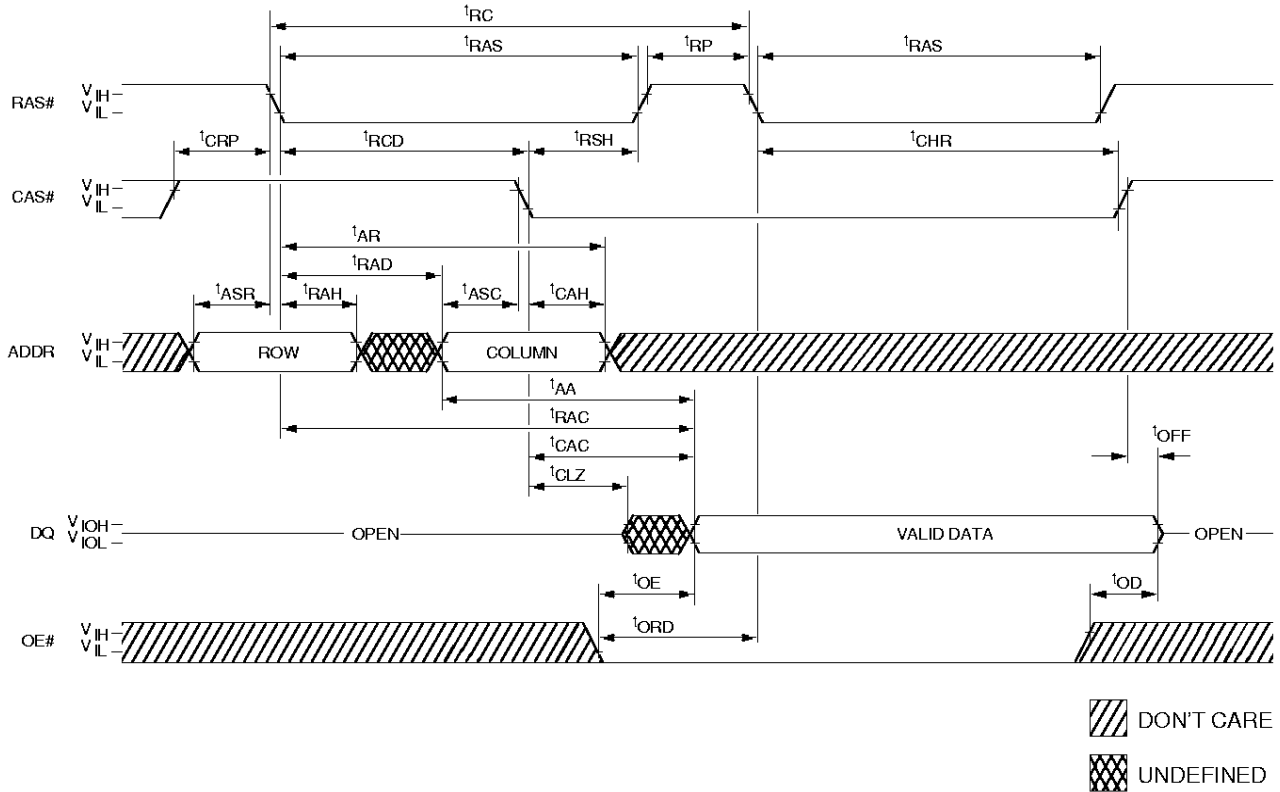 tRC
tRAS tRP tRAS
RAS# VIH VIL
tCRP tRCD tRSH tCHR
CAS# VIH VIL
tAR
tRAD
tASR tRAH tASC tCAH
ADDR VIH VIL ROW COLUMN
tAA
tRAC
tCAC tOFF
tCLZ
DQ VIOH VIOL OPEN VALID DATA OPEN
tOE tOD
tORD
OE# VIH VIL
DON'T CARE
UNDEFINED